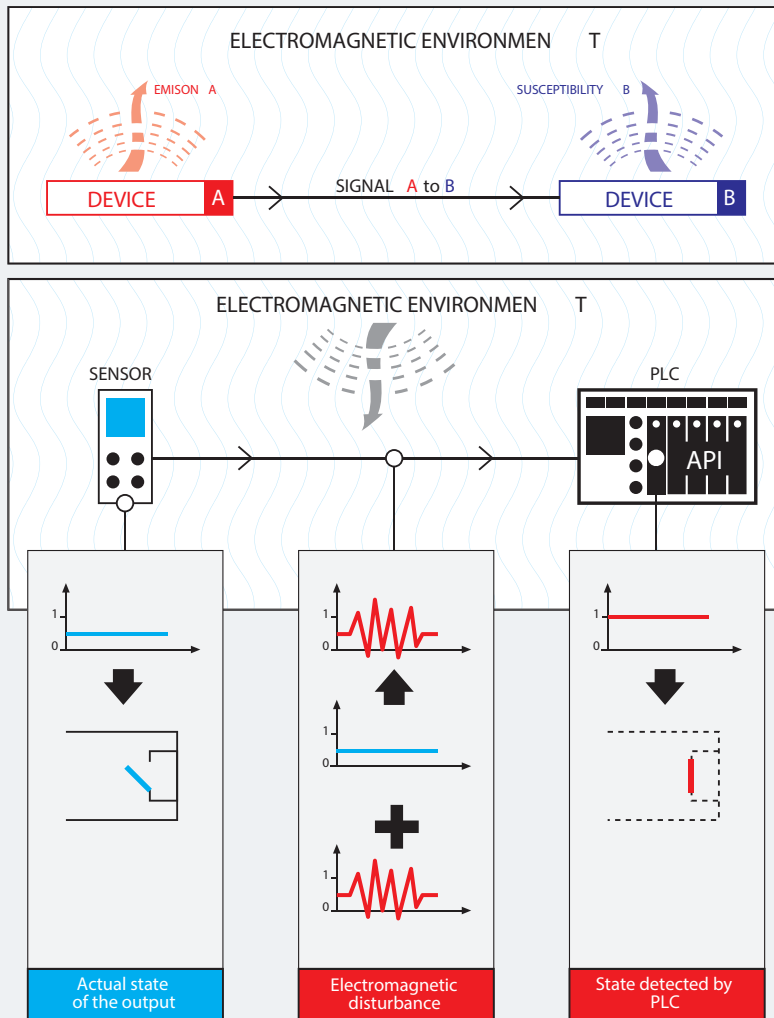 ELECTROMAGNETIC ENVIRONMEN T
EMISON A
SUSCEPTIBILITY B
DEVICE A
SIGNAL A to B
DEVICE B
ELECTROMAGNETIC ENVIRONMEN T
SENSOR
PLC
API
1
0
1
0
1
0
1
0
1
0
Actual state
of the output
Electromagnetic
disturbance
State detected by
PLC